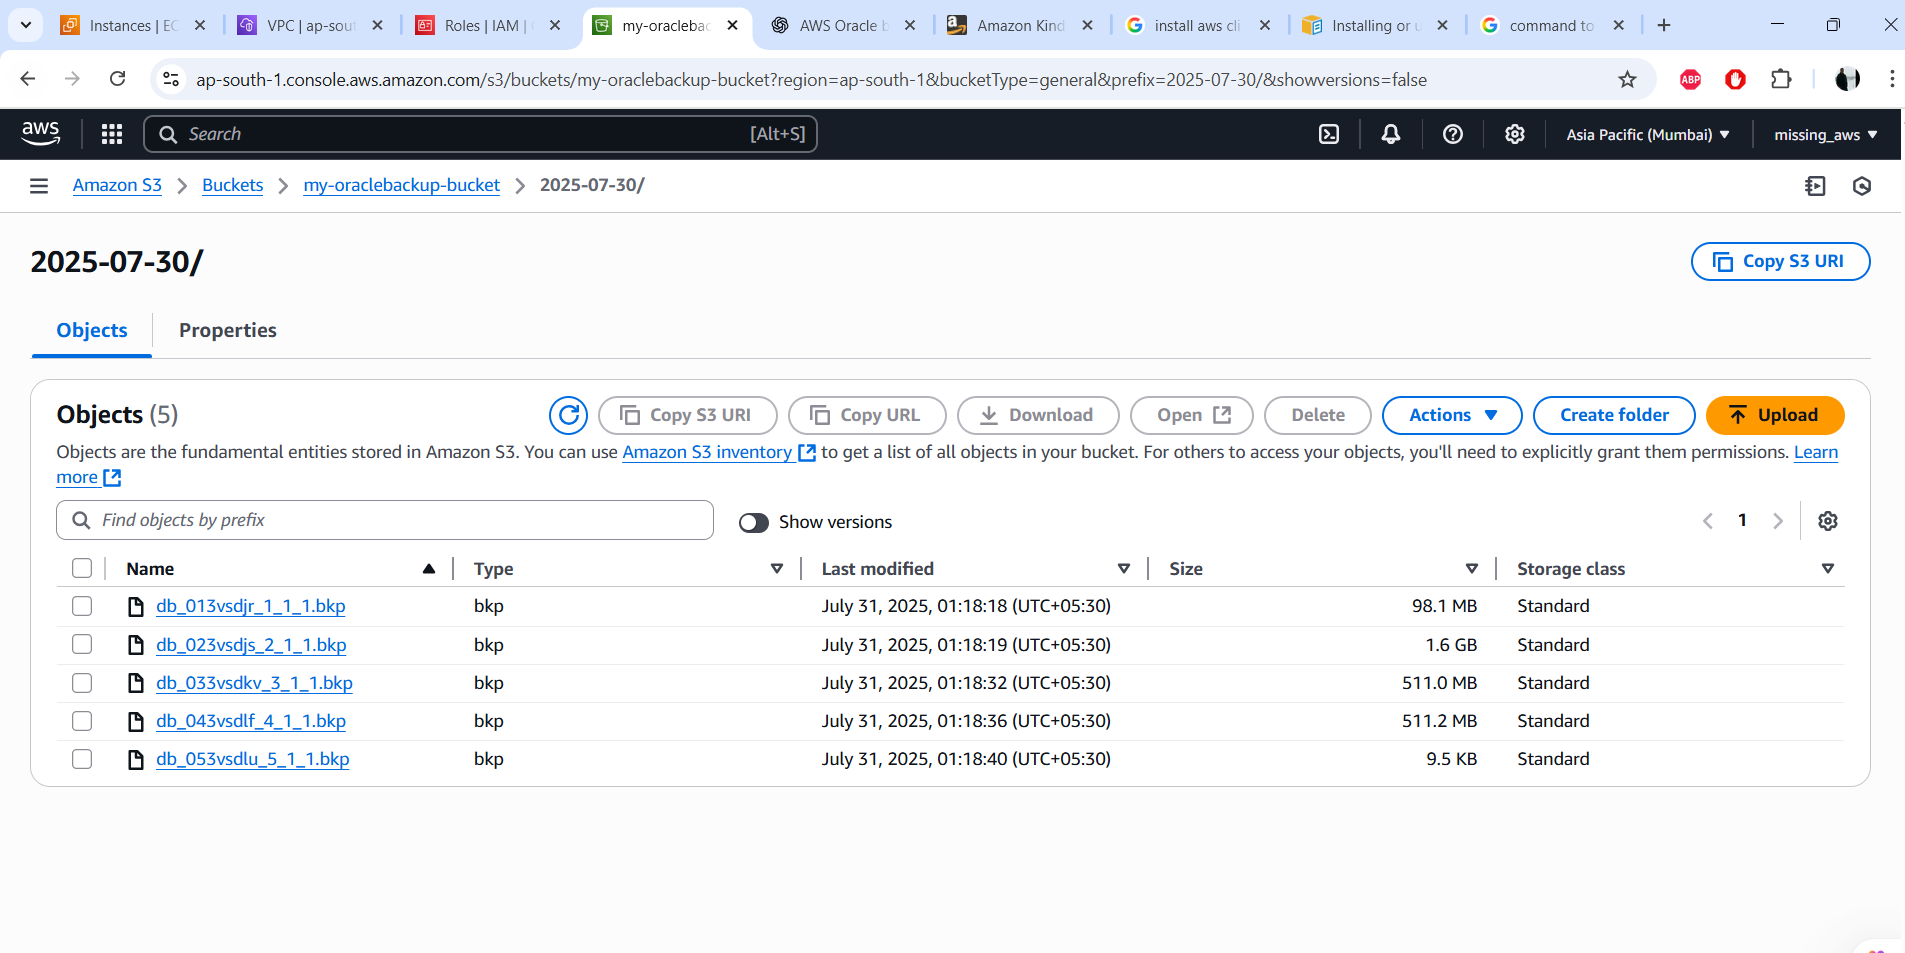 Instances | EC
VPC | ap-sout
Roles | IAM |
my-oraclebac
AWS Oracle b
Amazon Kind
install aws cli
Installing or u
command to
ap-south-1.console.aws.amazon.com/s3/buckets/my-oraclebackup-bucket?region=ap-south-1&bucketType=general&prefix=2025-07-30/&showversions=false
ABP
aws
Search
[Alt+S]
Asia Pacific (Mumbai)
missing_aws
Amazon S3
Buckets
my-oraclebackup-bucket
2025-07-30/
2025-07-30/
Copy S3 URI
Objects
Properties
Objects (5)
Copy S3 URI
Copy URL
Download
Open
Delete
Actions
Create folder
Upload
Objects are the fundamental entities stored in Amazon S3. You can use Amazon S3 inventory to get a list of all objects in your bucket. For others to access your objects, you'll need to explicitly grant them permissions. Learn
more
Find objects by prefix
Show versions
1
Name Type Last modified Size Storage class
db_013vsdjr_1_1_1.bkp bkp July 31, 2025, 01:18:18 (UTC+05:30) 98.1 MB Standard
db_023vsdjs_2_1_1.bkp bkp July 31, 2025, 01:18:19 (UTC+05:30) 1.6 GB Standard
db_033vsdkv_3_1_1.bkp bkp July 31, 2025, 01:18:32 (UTC+05:30) 511.0 MB Standard
db_043vsdlf_4_1_1.bkp bkp July 31, 2025, 01:18:36 (UTC+05:30) 511.2 MB Standard
db_053vsdlu_5_1_1.bkp bkp July 31, 2025, 01:18:40 (UTC+05:30) 9.5 KB Standard